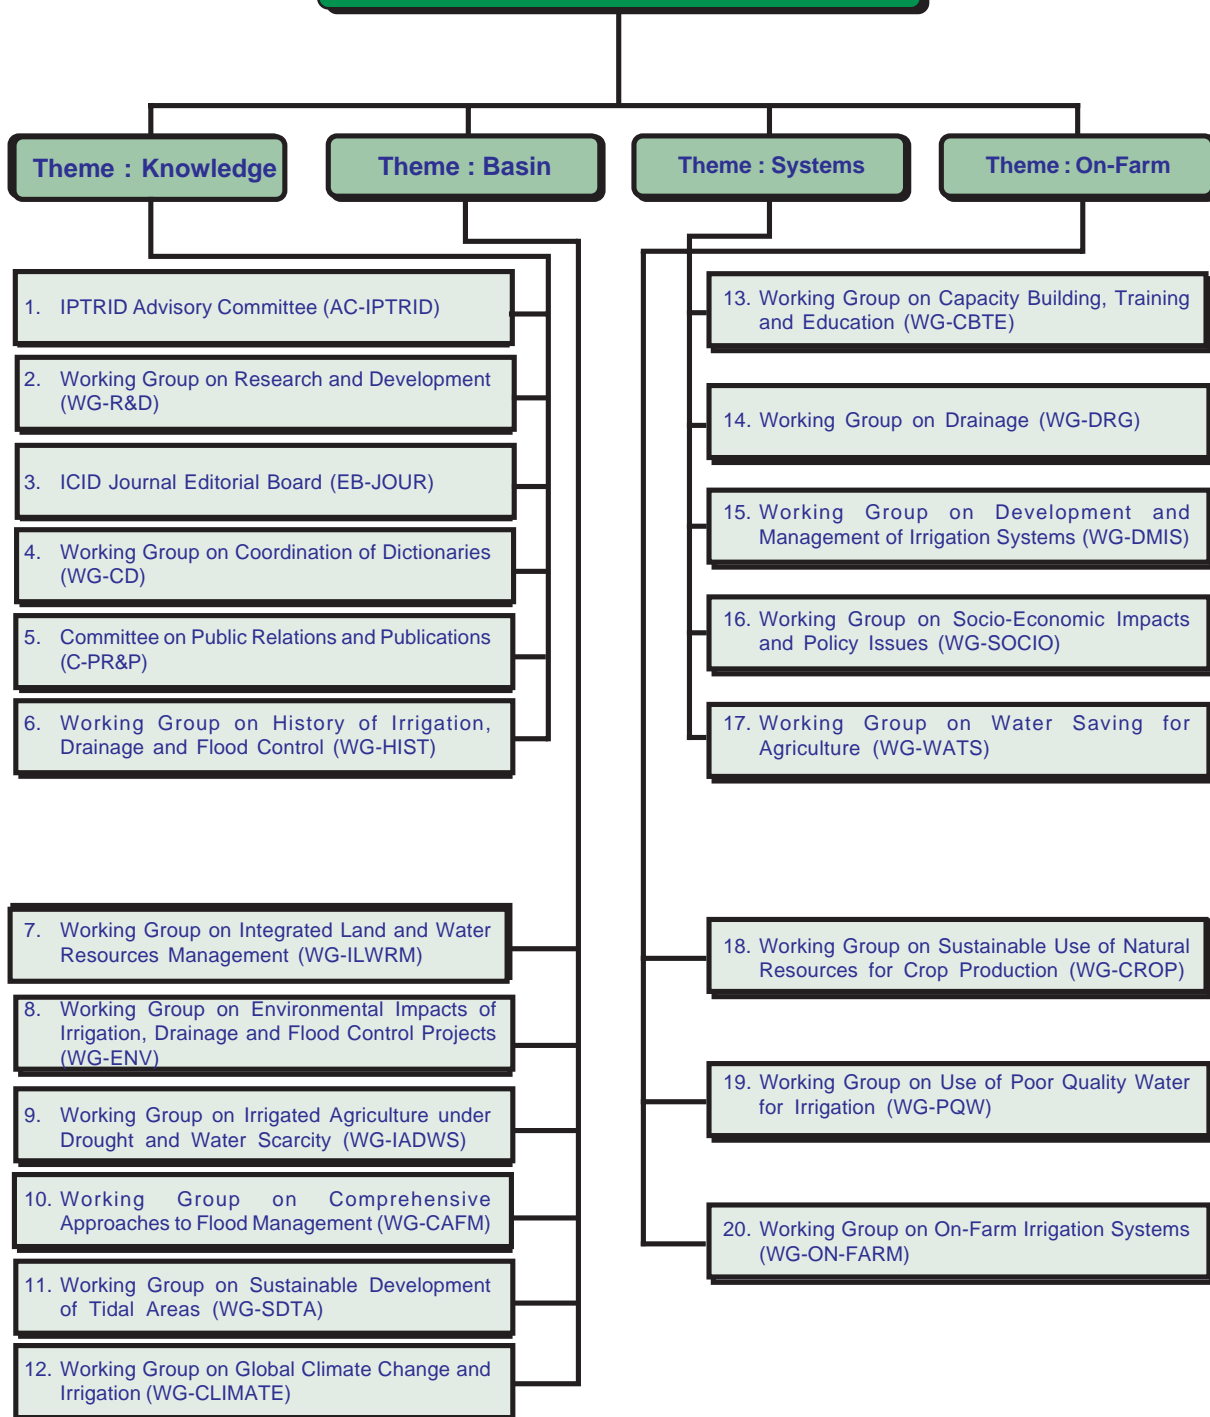 Theme : Knowledge
Theme : Basin
Theme : Systems
Theme : On-Farm
1. IPTRID Advisory Committee (AC-IPTRID)
2. Working Group on Research and Development
(WG-R&D)
3. ICID Journal Editorial Board (EB-JOUR)
4. Working Group on Coordination of Dictionaries
(WG-CD)
5. Committee on Public Relations and Publications
(C-PR&P)
6. Working Group on History of Irrigation,
Drainage and Flood Control (WG-HIST)
7. Working Group on Integrated Land and Water
Resources Management (WG-ILWRM)
8. Working Group on Environmental Impacts of
Irrigation, Drainage and Flood Control Projects
(WG-ENV)
9. Working Group on Irrigated Agriculture under
Drought and Water Scarcity (WG-IADWS)
10. Working Group on Comprehensive
Approaches to Flood Management (WG-CAFM)
11. Working Group on Sustainable Development
of Tidal Areas (WG-SDTA)
12. Working Group on Global Climate Change and
Irrigation (WG-CLIMATE)
13. Working Group on Capacity Building, Training
and Education (WG-CBTE)
14. Working Group on Drainage (WG-DRG)
15. Working Group on Development and
Management of Irrigation Systems (WG-DMIS)
16. Working Group on Socio-Economic Impacts
and Policy Issues (WG-SOCIO)
17. Working Group on Water Saving for
Agriculture (WG-WATS)
18. Working Group on Sustainable Use of Natural
Resources for Crop Production (WG-CROP)
19. Working Group on Use of Poor Quality Water
for Irrigation (WG-PQW)
20. Working Group on On-Farm Irrigation Systems
(WG-ON-FARM)